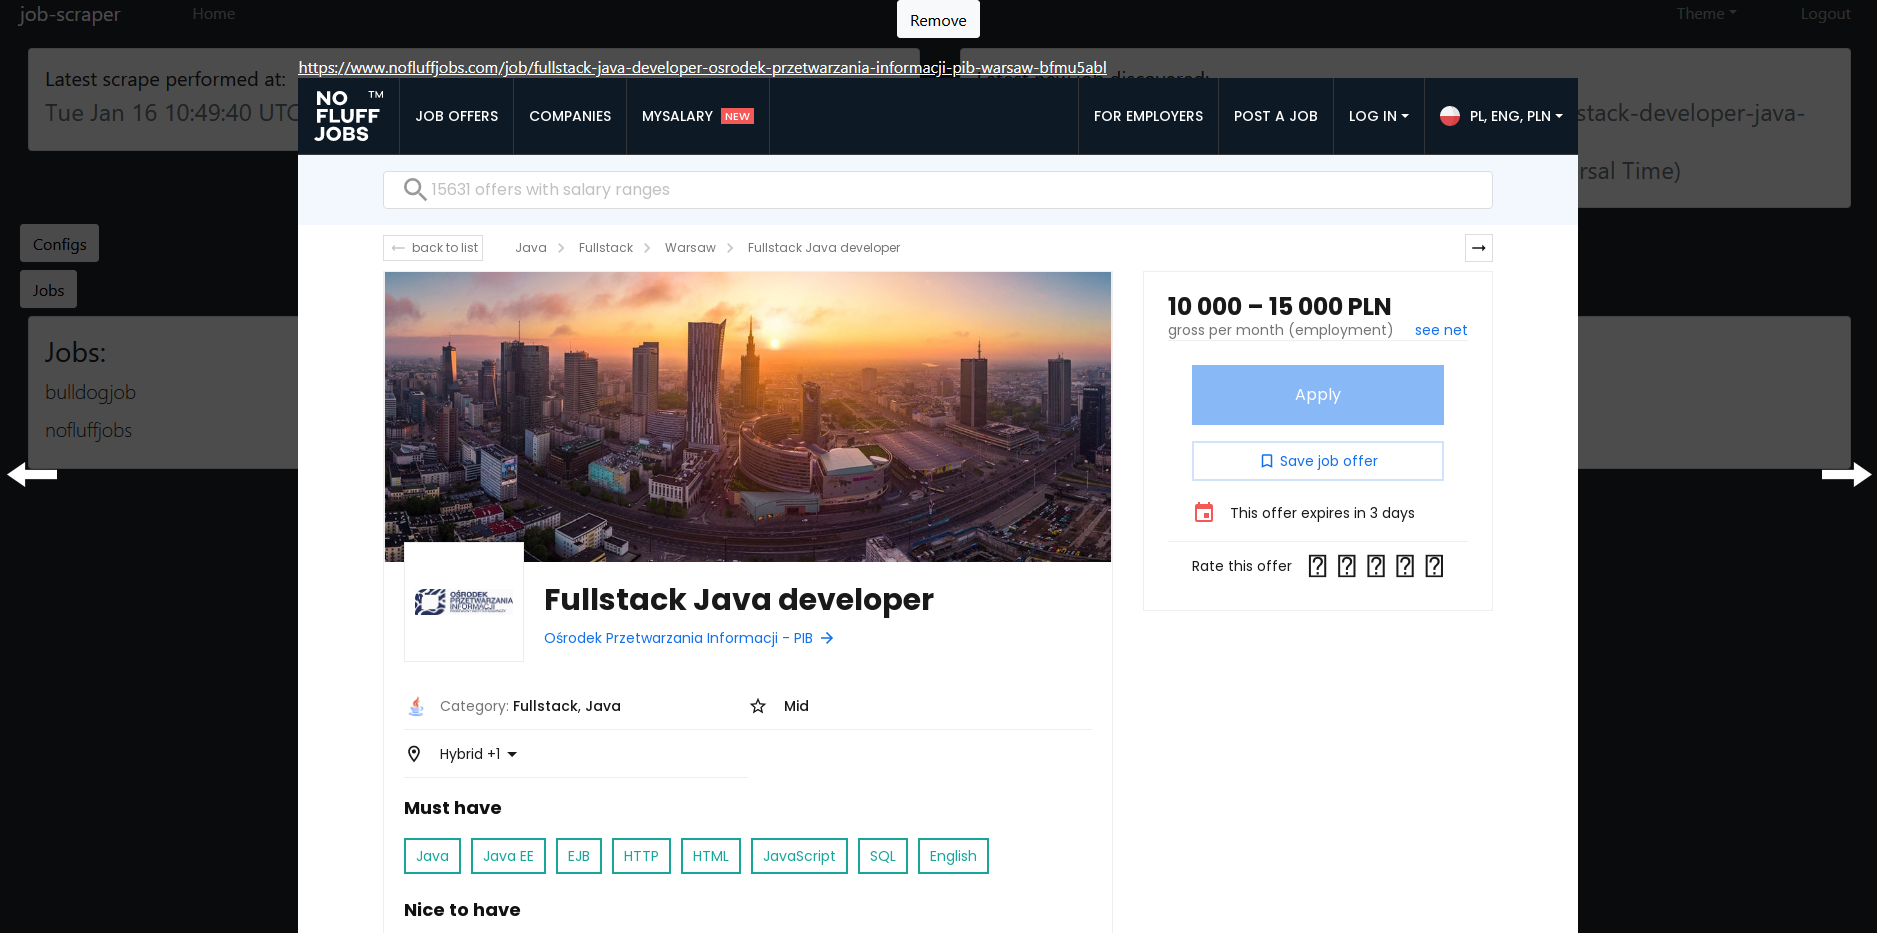 job-scraper
Home
Remove
Theme
Logout
Latest scrape performed at:
Tue Jan 16 10:49:40 UTC
https://www.nofluffjobs.com/job/fullstack-java-developer-osrodek-przetwarzania-informacji-pib-warsaw-bfmu5abl
stack-developer-java-
rsal Time)
NO FLUFF JOBS ™
JOB OFFERS
COMPANIES
MYSALARY NEW
FOR EMPLOYERS
POST A JOB
LOG IN
PL, ENG, PLN
15631 offers with salary ranges
Configs
Jobs
Jobs:
bulldogjob
nofluffjobs
back to list
Java
Fullstack
Warsaw
Fullstack Java developer
10 000 – 15 000 PLN
gross per month (employment)
see net
Apply
Save job offer
This offer expires in 3 days
Rate this offer
OŚRODEK
PRZETWARZANIA
INFORMACJI
Fullstack Java developer
Ośrodek Przetwarzania Informacji - PIB
Category: Fullstack, Java
Mid
Hybrid +1
Must have
Java
Java EE
EJB
HTTP
HTML
JavaScript
SQL
English
Nice to have